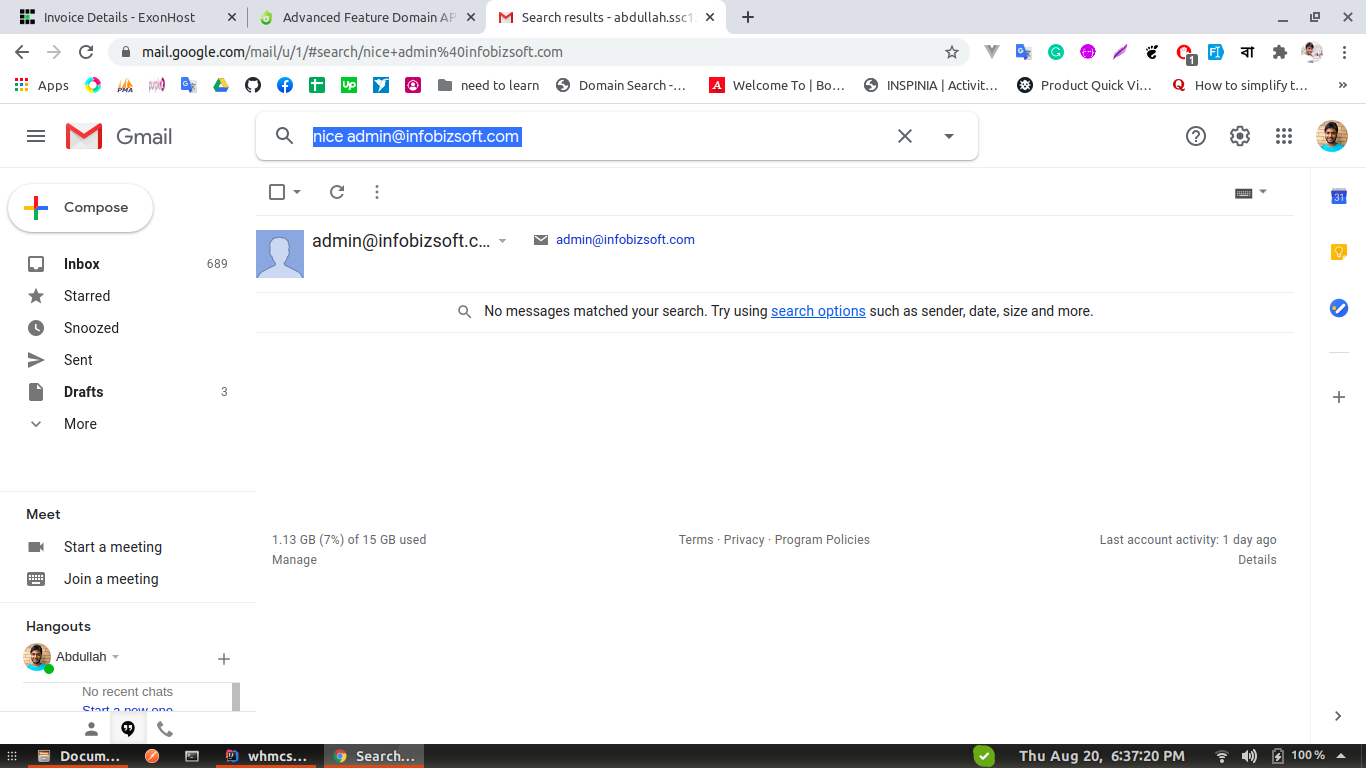 Invoice Details - ExonHost
Advanced Feature Domain AP
Search results - abdullah.ssc1
mail.google.com/mail/u/1/#search/nice+admin%40infobizsoft.com
1
বা
Apps
PMA
Up
need to learn
Domain Search -...
A
Welcome To | Bo...
INSPINIA | Activit...
Product Quick Vi...
Q
How to simplify t...
»
Gmail
nice admin@infobizsoft.com
Compose
admin@infobizsoft.c...
admin@infobizsoft.com
31
Inbox
689
Starred
Snoozed
Sent
Drafts
3
More
No messages matched your search. Try using search options such as sender, date, size and more.
Meet
Start a meeting
Join a meeting
1.13 GB (7%) of 15 GB used
Manage
Terms · Privacy · Program Policies
Last account activity: 1 day ago
Details
Hangouts
Abdullah
No recent chats
Start a new one
Docum...
whmcs...
Search...
Thu Aug 20, 6:37:20 PM
100 %